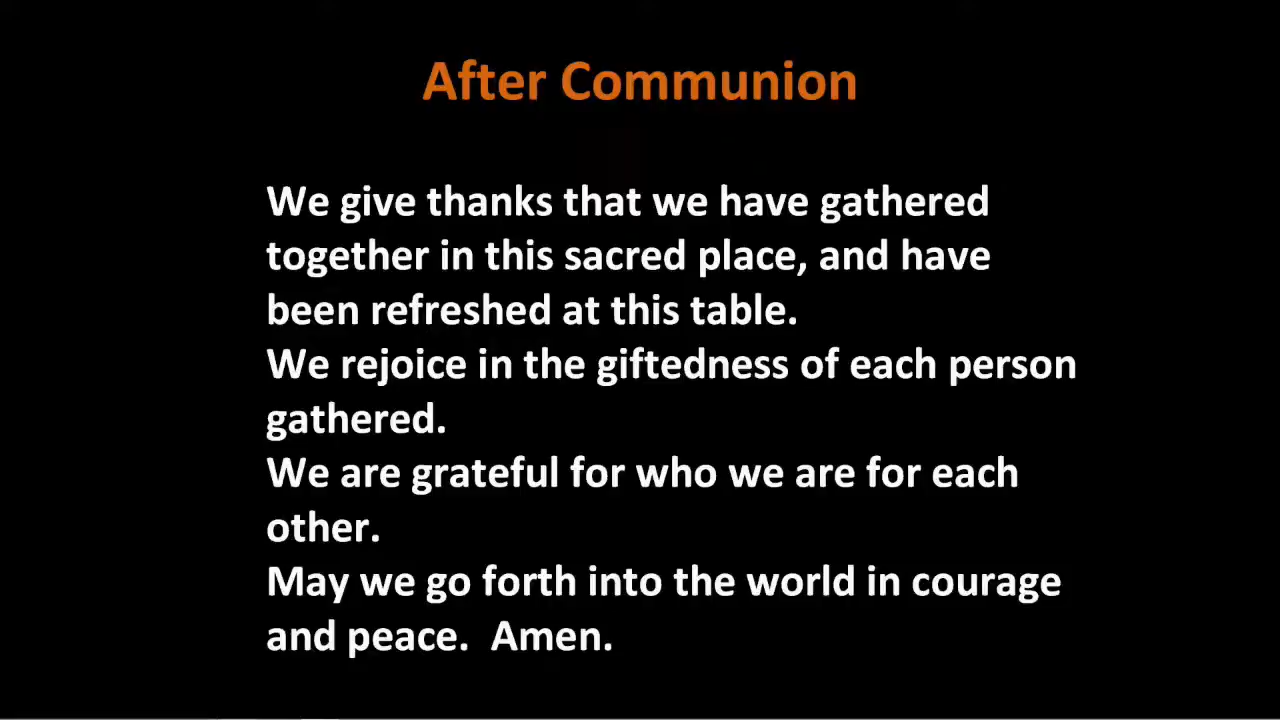 After Communion
We give thanks that we have gathered
together in this sacred place, and have
been refreshed at this table.
We rejoice in the giftedness of each person
gathered.
We are grateful for who we are for each
other.
May we go forth into the world in courage
and peace.  Amen.